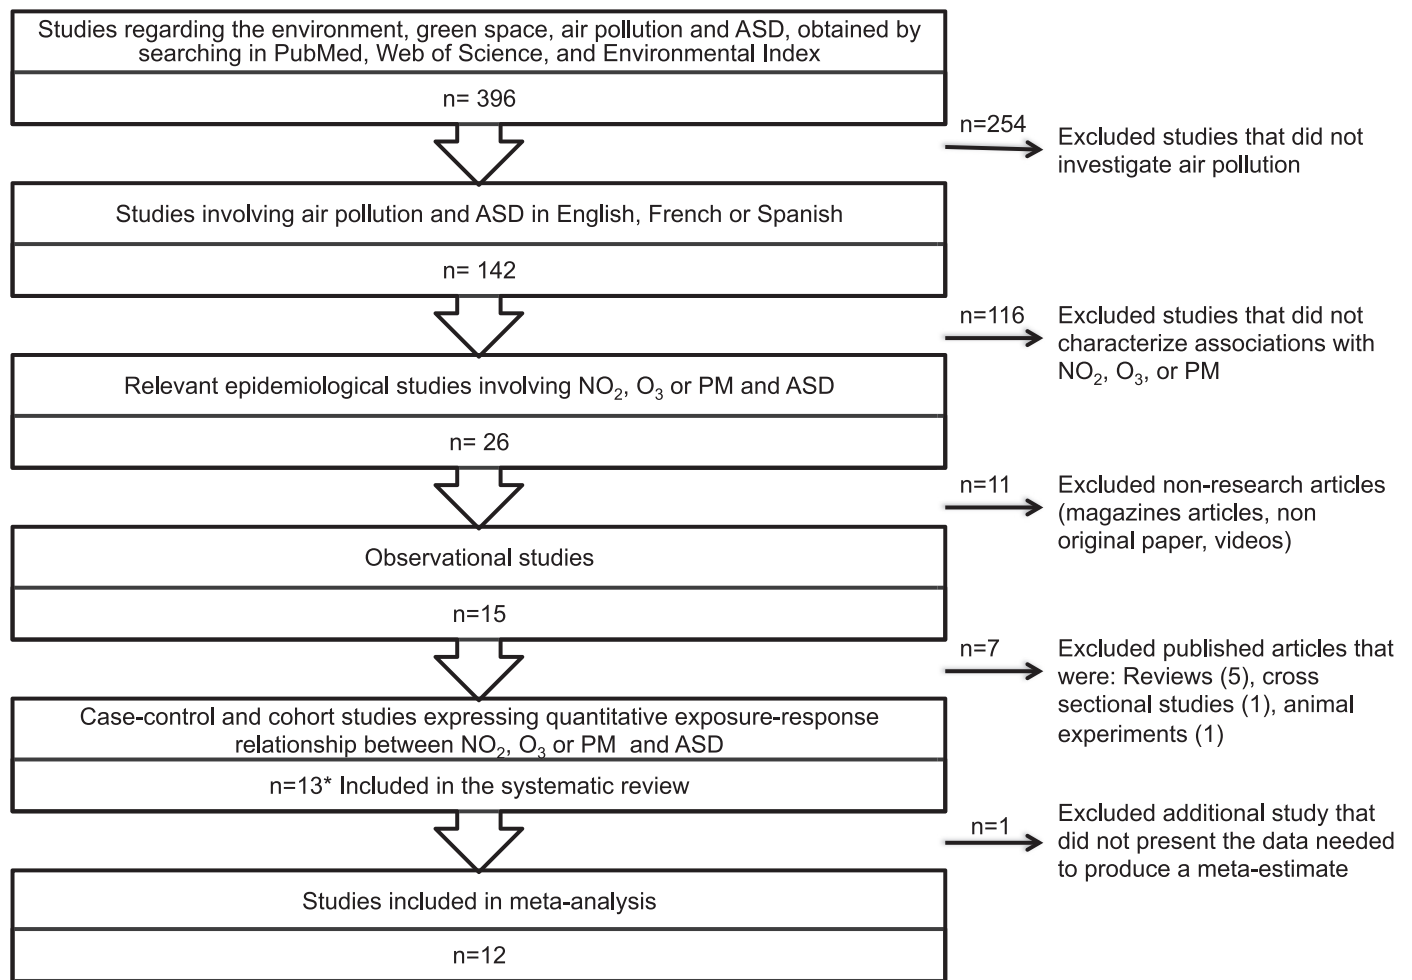 Studies regarding the environment, green space, air pollution and ASD, obtained by
searching in PubMed, Web of Science, and Environmental Index
n= 396
n=254
Excluded studies that did not
investigate air pollution
Studies involving air pollution and ASD in English, French or Spanish
n= 142
n=116
Excluded studies that did not
characterize associations with
NO₂, O₃, or PM
Relevant epidemiological studies involving NO₂, O₃ or PM and ASD
n= 26
n=11
Excluded non-research articles
(magazines articles, non
original paper, videos)
Observational studies
n=15
n=7
Excluded published articles that
were: Reviews (5), cross
sectional studies (1), animal
experiments (1)
Case-control and cohort studies expressing quantitative exposure-response
relationship between NO₂, O₃ or PM and ASD
n=13* Included in the systematic review
n=1
Excluded additional study that
did not present the data needed
to produce a meta-estimate
Studies included in meta-analysis
n=12